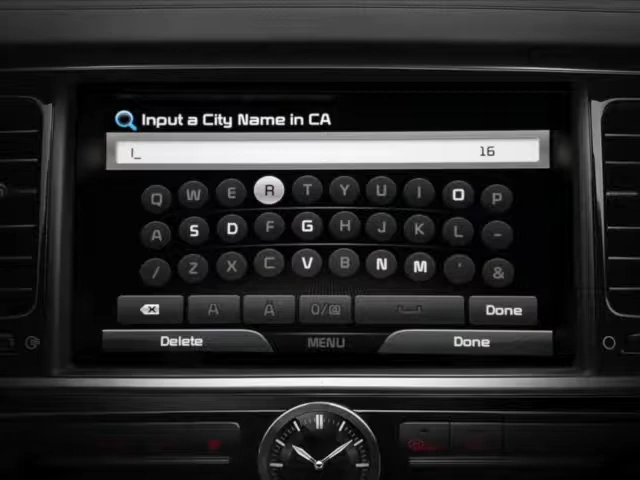 Input a City Name in CA
I_ 16
Q W E R T Y U I O P
A S D F G H J K L -
/ Z X C V B N M ' &
A A 0/@ Done
Delete MENU Done